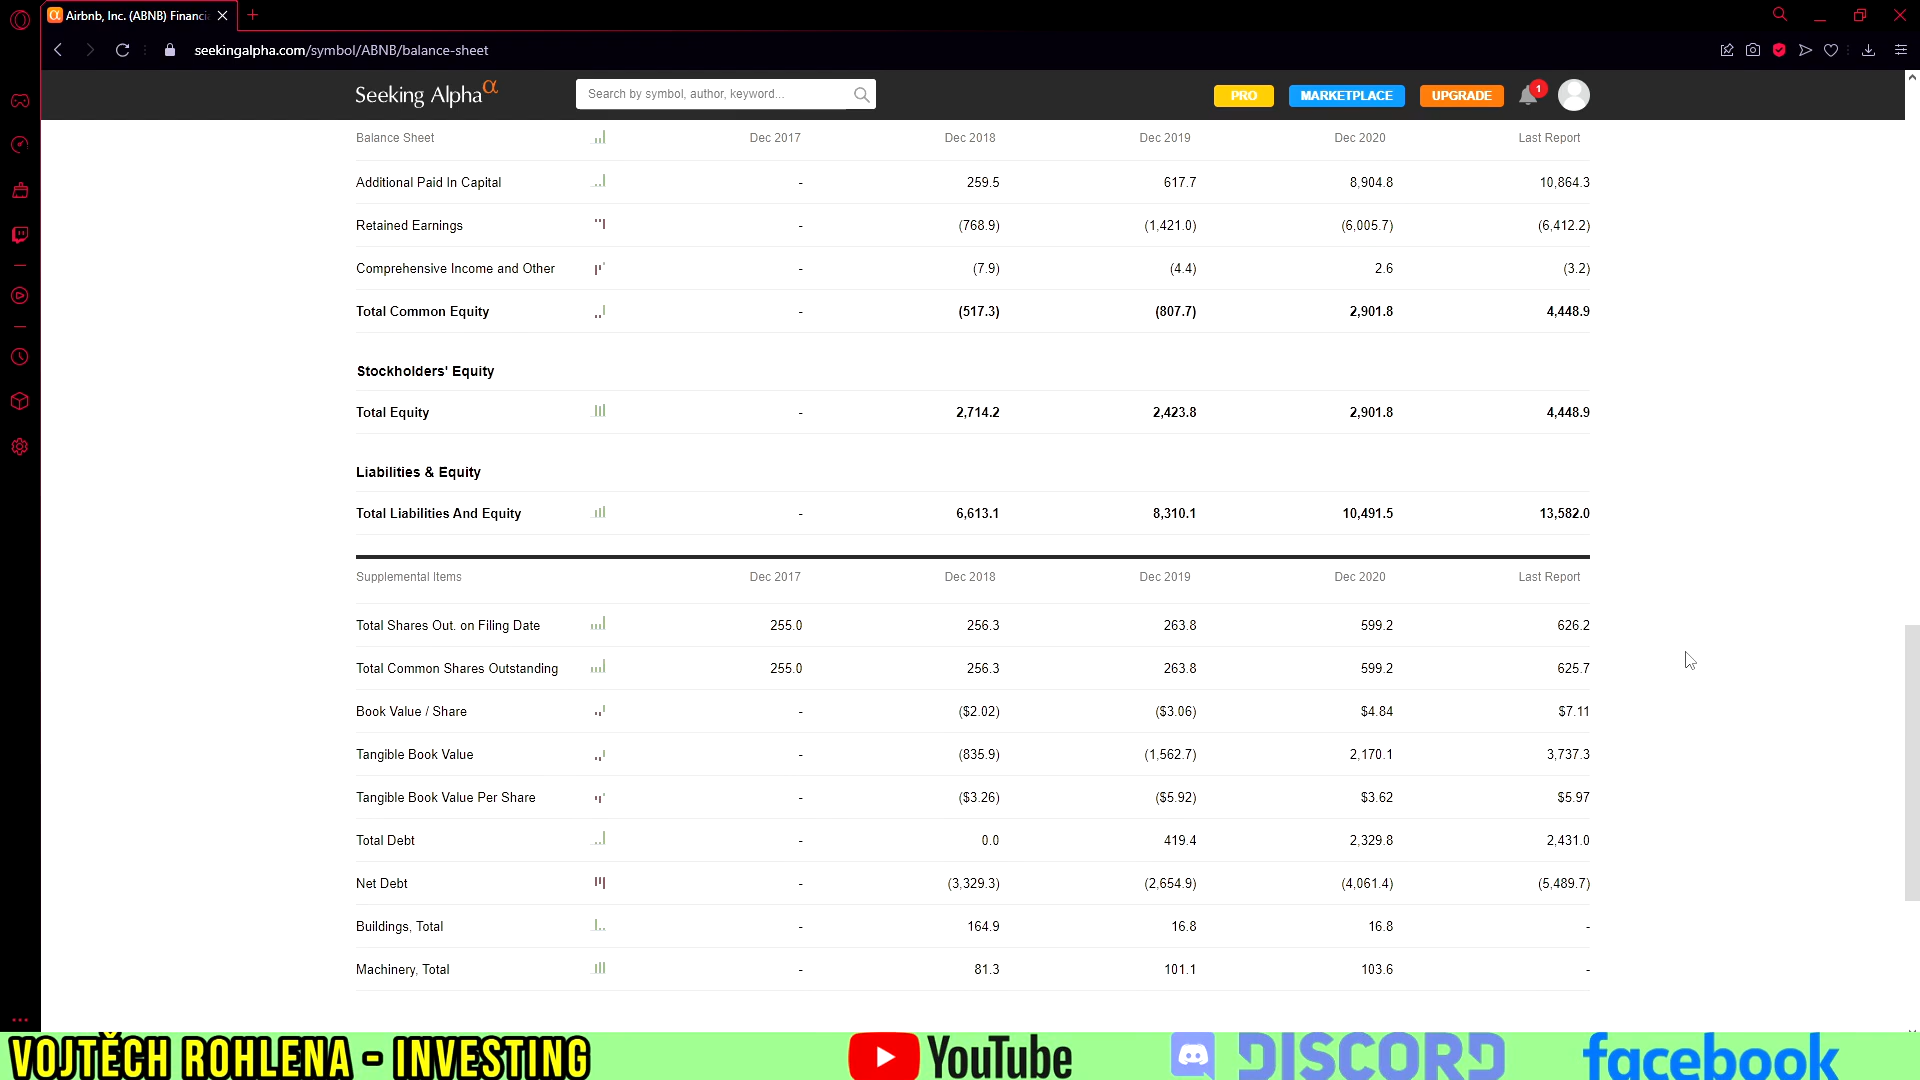 Airbnb, Inc. (ABNB) Financi
seekingalpha.com/symbol/ABNB/balance-sheet
Seeking Alpha α
Search by symbol, author, keyword...
PRO
MARKETPLACE
UPGRADE
1
Balance Sheet Dec 2017 Dec 2018 Dec 2019 Dec 2020 Last Report
Additional Paid In Capital - 259.5 617.7 8,904.8 10,864.3
Retained Earnings - (768.9) (1,421.0) (6,005.7) (6,412.2)
Comprehensive Income and Other - (7.9) (4.4) 2.6 (3.2)
Total Common Equity - (517.3) (807.7) 2,901.8 4,448.9
Stockholders' Equity
Total Equity - 2,714.2 2,423.8 2,901.8 4,448.9
Liabilities & Equity
Total Liabilities And Equity - 6,613.1 8,310.1 10,491.5 13,582.0
Supplemental Items Dec 2017 Dec 2018 Dec 2019 Dec 2020 Last Report
Total Shares Out. on Filing Date 255.0 256.3 263.8 599.2 626.2
Total Common Shares Outstanding 255.0 256.3 263.8 599.2 625.7
Book Value / Share - ($2.02) ($3.06) $4.84 $7.11
Tangible Book Value - (835.9) (1,562.7) 2,170.1 3,737.3
Tangible Book Value Per Share - ($3.26) ($5.92) $3.62 $5.97
Total Debt - 0.0 419.4 2,329.8 2,431.0
Net Debt - (3,329.3) (2,654.9) (4,061.4) (5,489.7)
Buildings, Total - 164.9 16.8 16.8 -
Machinery, Total - 81.3 101.1 103.6 -
VOJTĚCH ROHLENA - INVESTING
YouTube
DISCORD
facebook